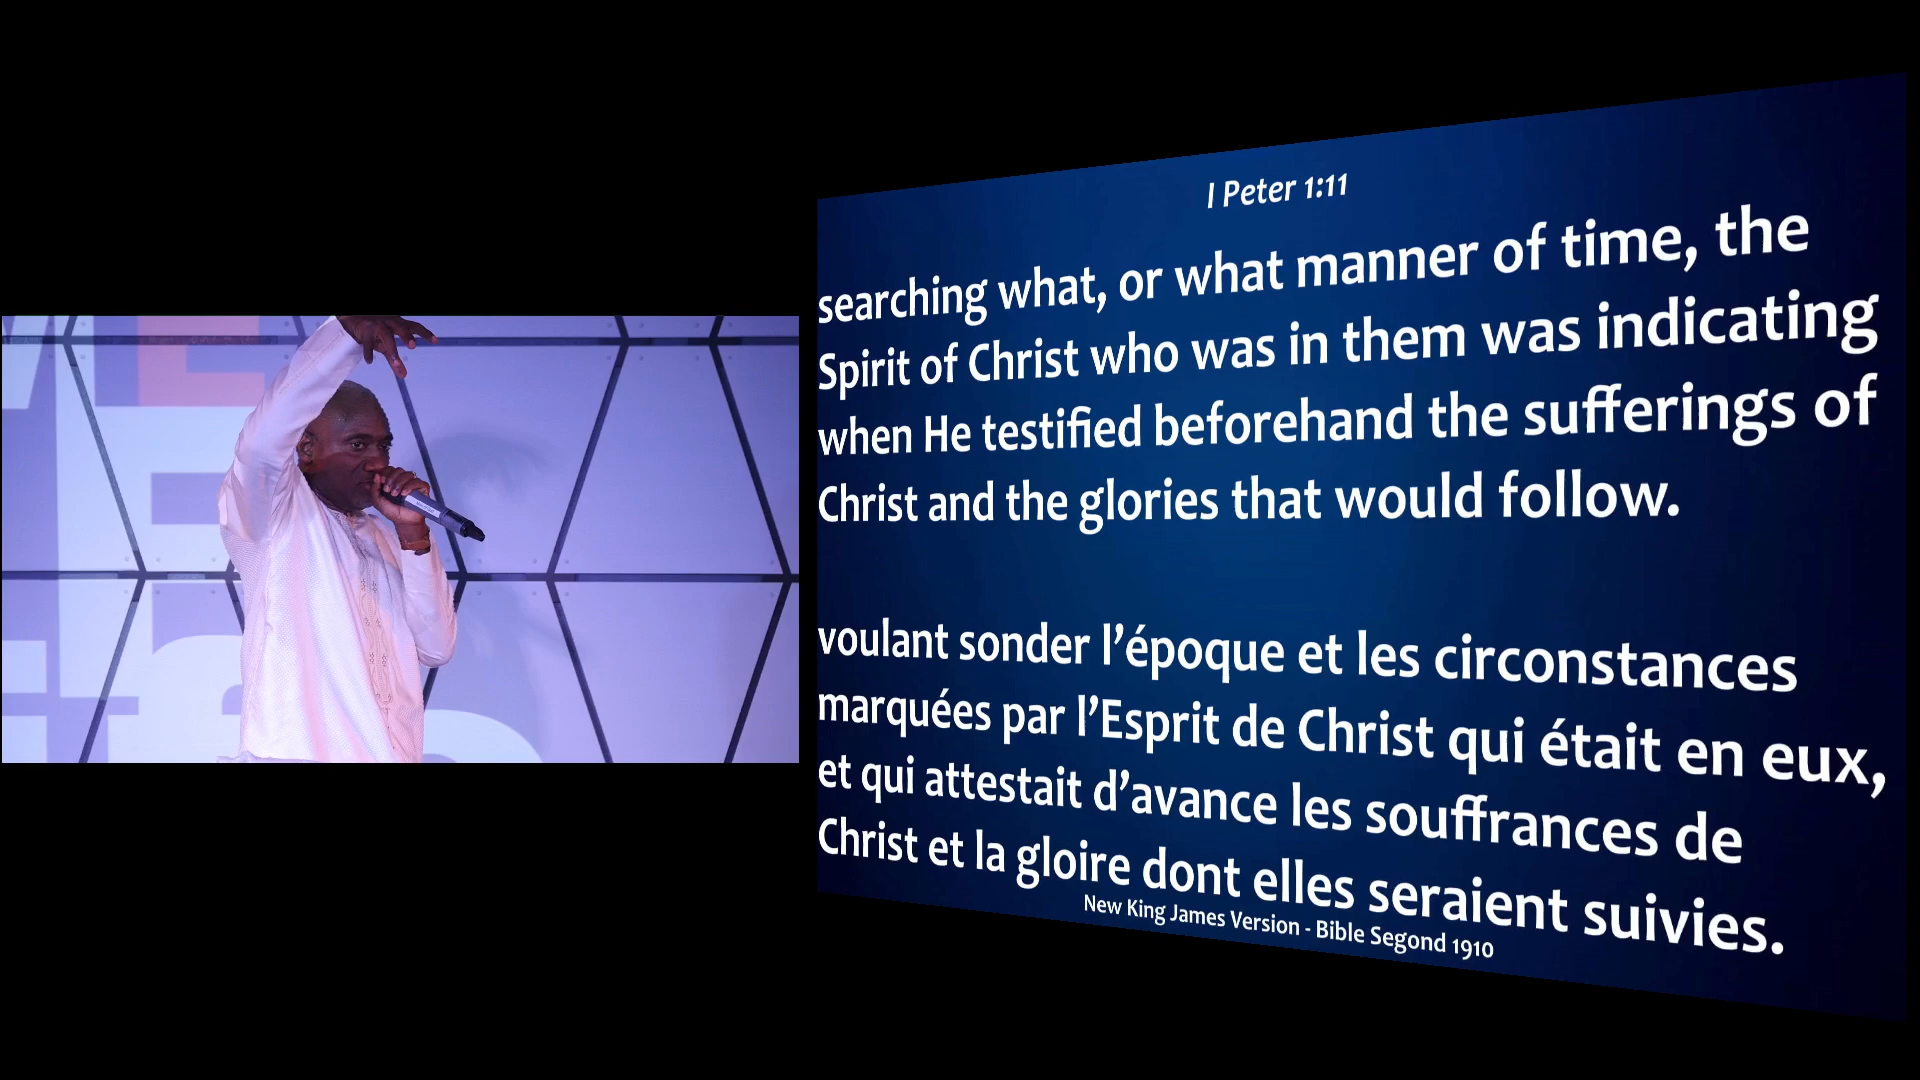 I Peter 1:11
searching what, or what manner of time, the
Spirit of Christ who was in them was indicating
when He testified beforehand the sufferings of
Christ and the glories that would follow.
voulant sonder l’époque et les circonstances
marquées par l’Esprit de Christ qui était en eux,
et qui attestait d’avance les souffrances de
Christ et la gloire dont elles seraient suivies.
New King James Version - Bible Segond 1910